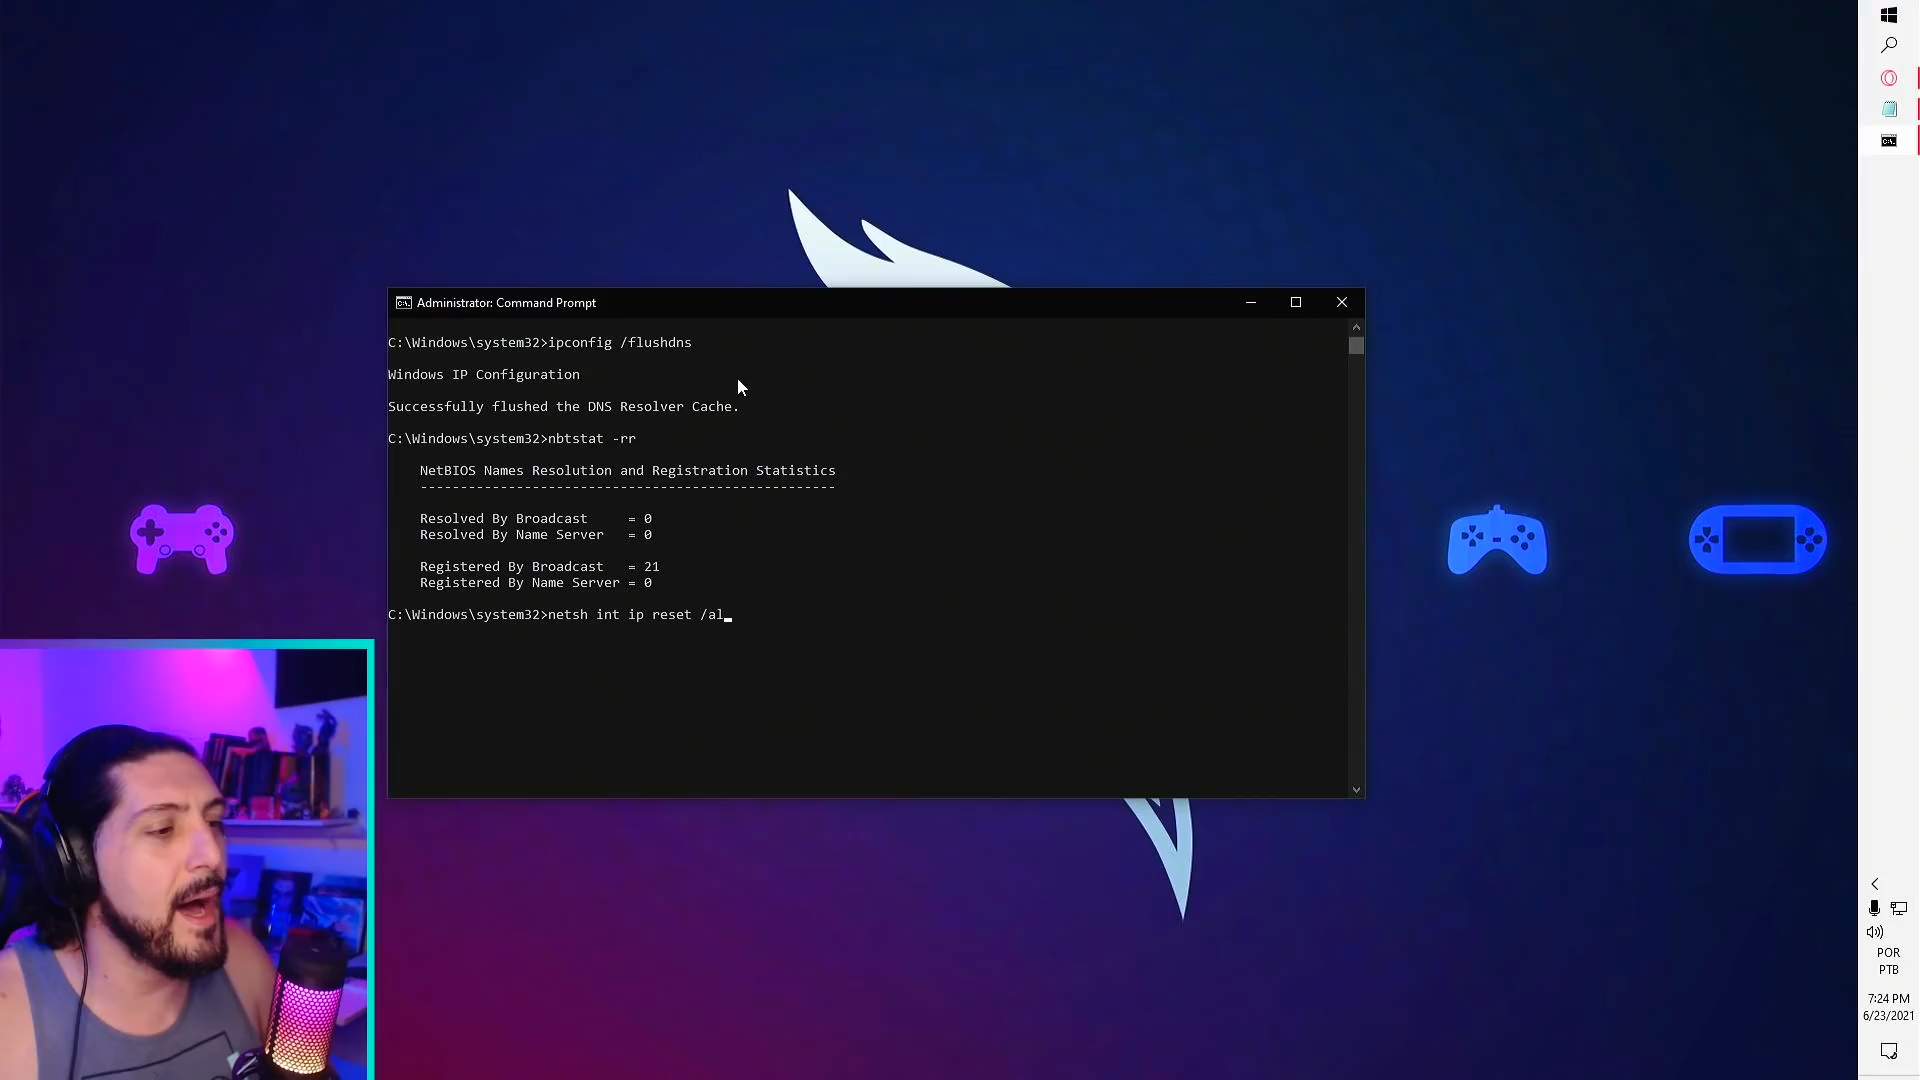 Administrator: Command Prompt
C:\Windows\system32>ipconfig /flushdns
Windows IP Configuration
Successfully flushed the DNS Resolver Cache.
C:\Windows\system32>nbtstat -rr
NetBIOS Names Resolution and Registration Statistics
----------------------------------------------------
Resolved By Broadcast     = 0
Resolved By Name Server   = 0
Registered By Broadcast   = 21
Registered By Name Server = 0
C:\Windows\system32>netsh int ip reset /al
POR
PTB
7:24 PM
6/23/2021